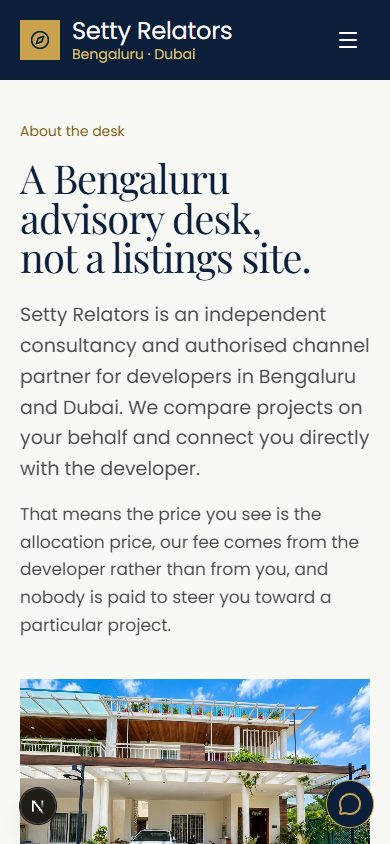 Setty Relators
Bengaluru · Dubai
About the desk
A Bengaluru
advisory desk,
not a listings site.
Setty Relators is an independent
consultancy and authorised channel
partner for developers in Bengaluru
and Dubai. We compare projects on
your behalf and connect you directly
with the developer.
That means the price you see is the
allocation price, our fee comes from the
developer rather than from you, and
nobody is paid to steer you toward a
particular project.
N